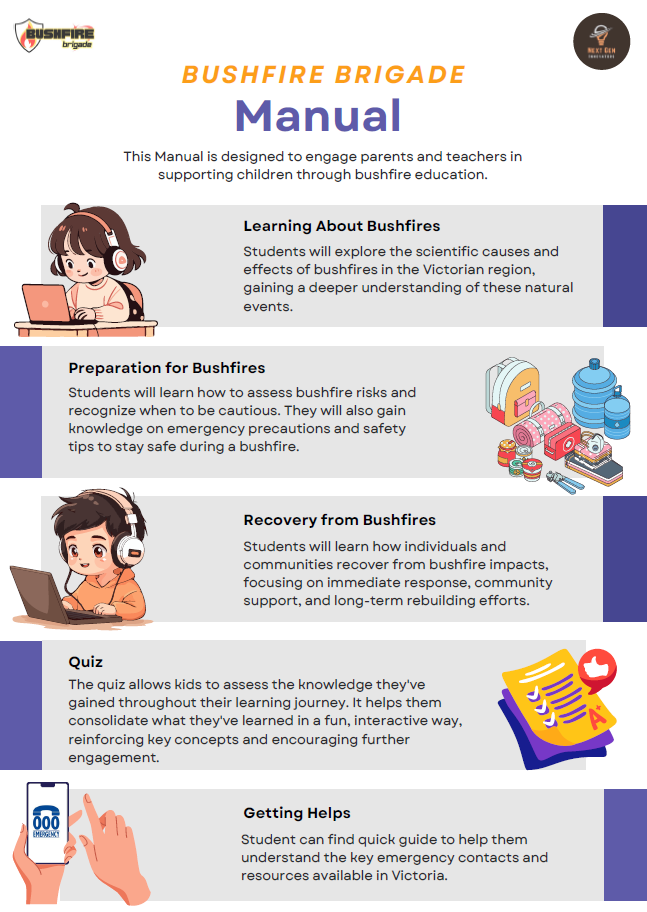 BUSHFIRE
brigade
NEXT GEN
INNOVATORS
BUSHFIRE BRIGADE
Manual
This Manual is designed to engage parents and teachers in
supporting children through bushfire education.
Learning About Bushfires
Students will explore the scientific causes and
effects of bushfires in the Victorian region,
gaining a deeper understanding of these natural
events.
Preparation for Bushfires
Students will learn how to assess bushfire risks and
recognize when to be cautious. They will also gain
knowledge on emergency precautions and safety
tips to stay safe during a bushfire.
Recovery from Bushfires
Students will learn how individuals and
communities recover from bushfire impacts,
focusing on immediate response, community
support, and long-term rebuilding efforts.
Quiz
The quiz allows kids to assess the knowledge they've
gained throughout their learning journey. It helps them
consolidate what they've learned in a fun, interactive way,
reinforcing key concepts and encouraging further
engagement.
A+
000
EMERGENCY
Getting Helps
Student can find quick guide to help them
understand the key emergency contacts and
resources available in Victoria.